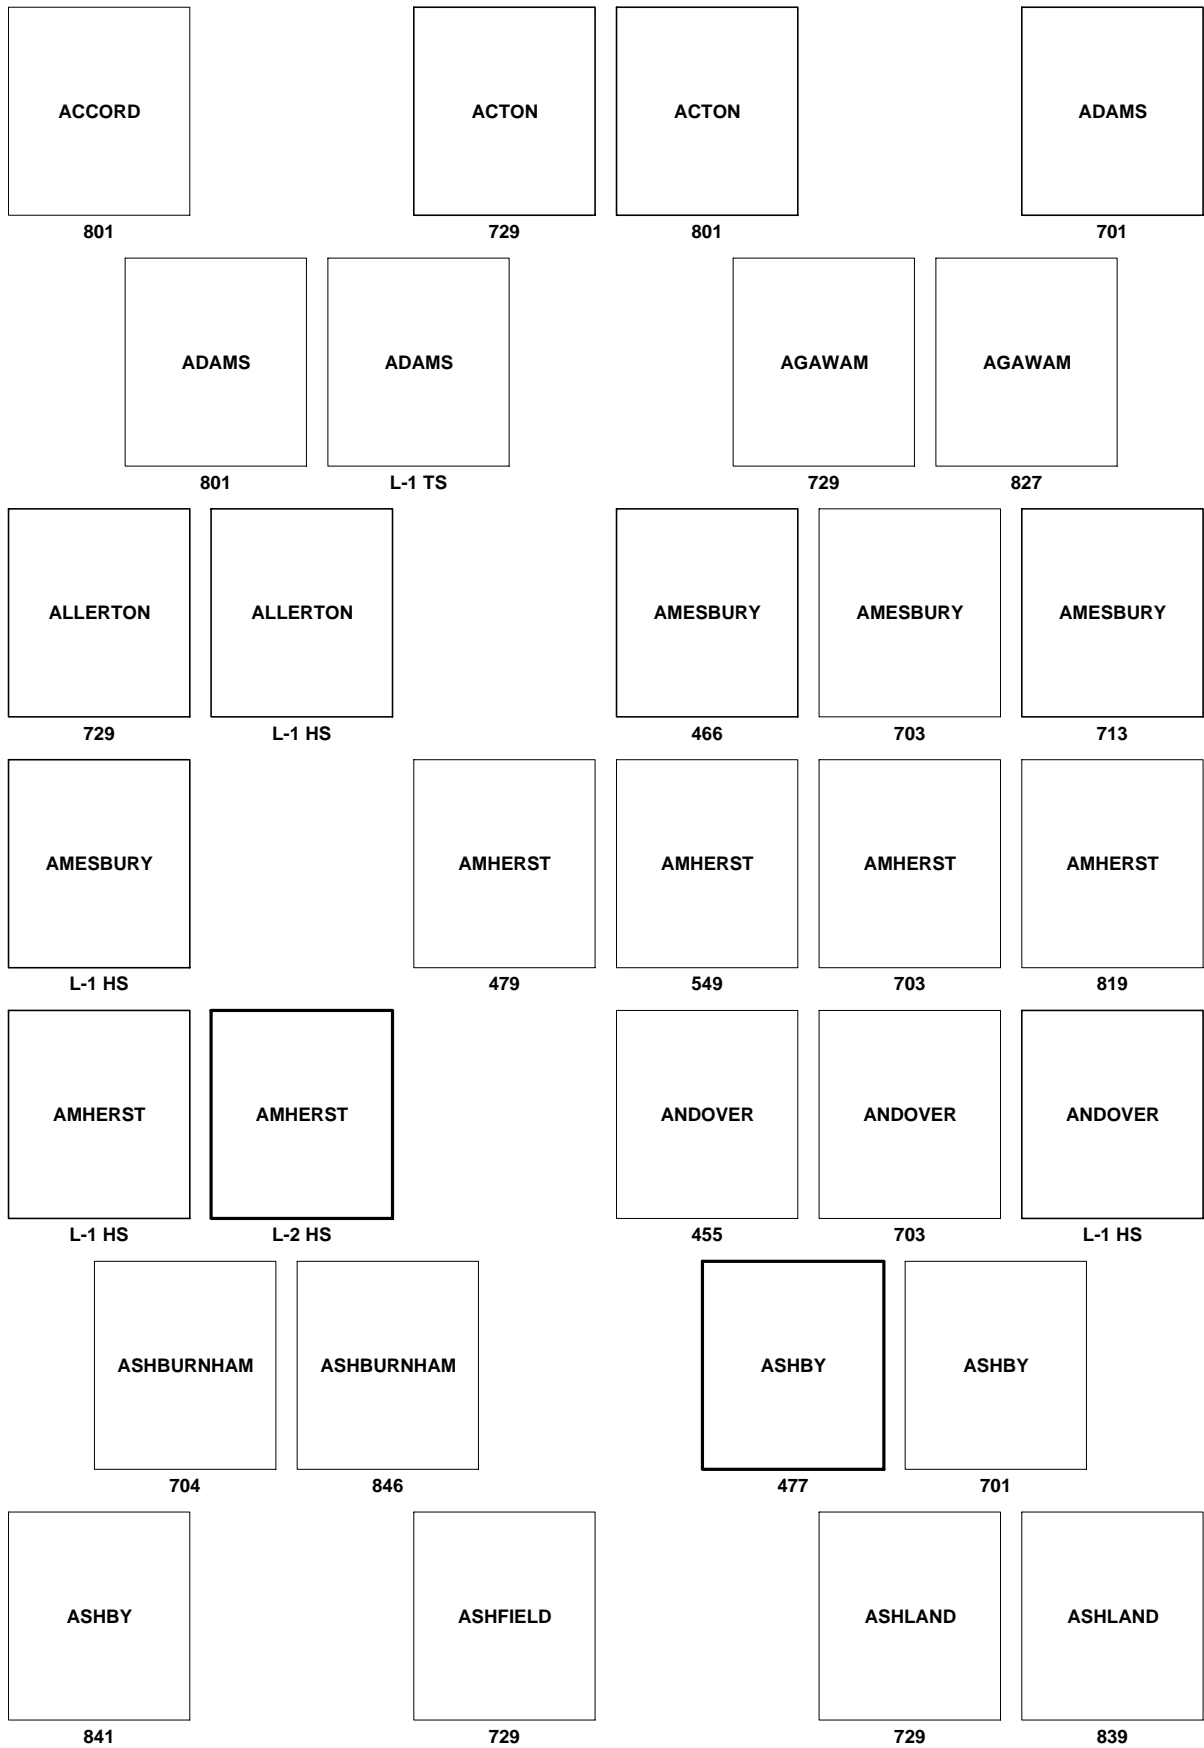 ACCORD ACTON ACTON ADAMS
801 729 801 701
ADAMS ADAMS AGAWAM AGAWAM
801 L-1 TS 729 827
ALLERTON ALLERTON AMESBURY AMESBURY AMESBURY
729 L-1 HS 466 703 713
AMESBURY AMHERST AMHERST AMHERST AMHERST
L-1 HS 479 549 703 819
AMHERST AMHERST ANDOVER ANDOVER ANDOVER
L-1 HS L-2 HS 455 703 L-1 HS
ASHBURNHAM ASHBURNHAM ASHBY ASHBY
704 846 477 701
ASHBY ASHFIELD ASHLAND ASHLAND
841 729 729 839